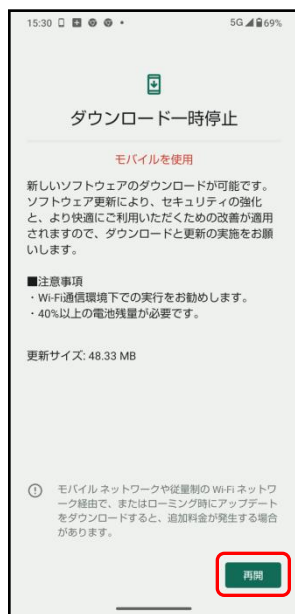 15:30 5G 69%
ダウンロード一時停止
モバイルを使用
新しいソフトウェアのダウンロードが可能です。
ソフトウェア更新により、セキュリティの強化
と、より快適にご利用いただくための改善が適用
されますので、ダウンロードと更新の実施をお願
いします。
■注意事項
・Wi-Fi通信環境下での実行をお勧めします。
・40%以上の電池残量が必要です。
更新サイズ: 48.33 MB
モバイル ネットワークや従量制の Wi-Fi ネットワ
ーク経由で、またはローミング時にアップデート
をダウンロードすると、追加料金が発生する場合
があります。
再開